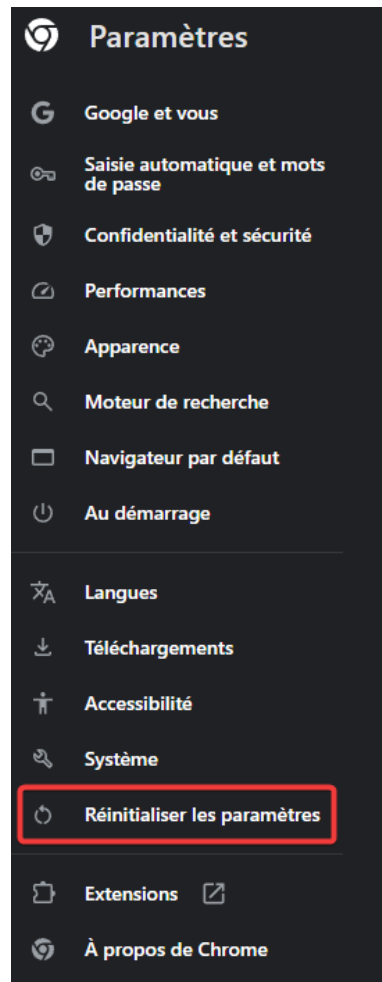 Paramètres
Google et vous
Saisie automatique et mots
de passe
Confidentialité et sécurité
Performances
Apparence
Moteur de recherche
Navigateur par défaut
Au démarrage
Langues
Téléchargements
Accessibilité
Système
Réinitialiser les paramètres
Extensions
À propos de Chrome